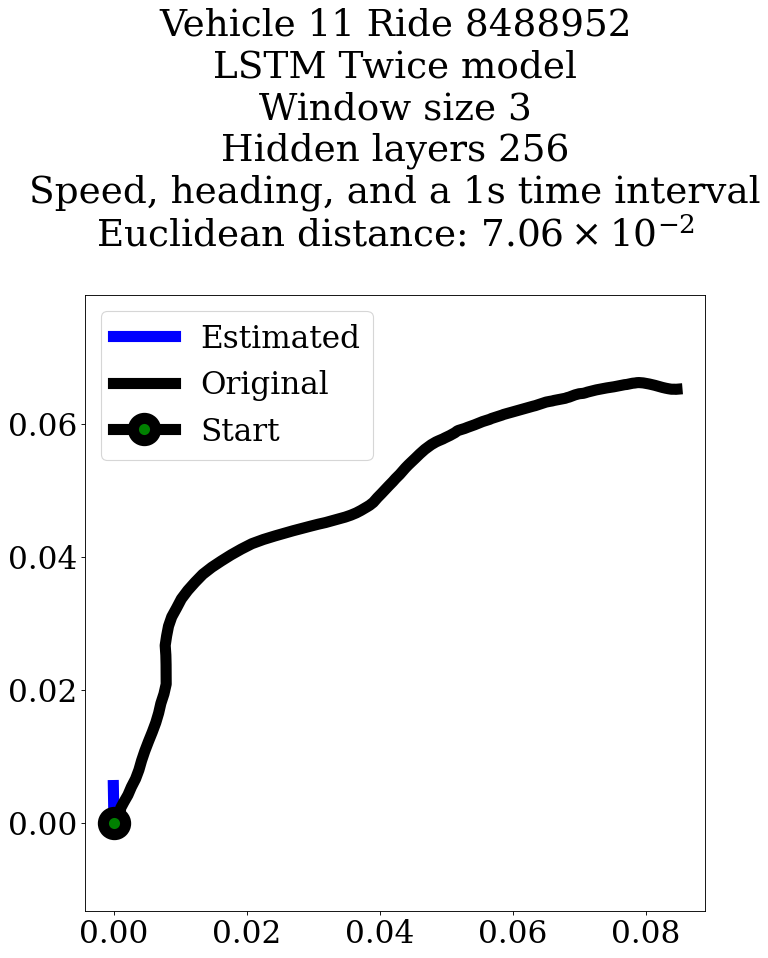 Vehicle 11 Ride 8488952
LSTM Twice model
Window size 3
Hidden layers 256
Speed, heading, and a 1s time interval
Euclidean distance: 7.06 × 10⁻²
Estimated
Original
Start
0.06
0.04
0.02
0.00
0.00 0.02 0.04 0.06 0.08